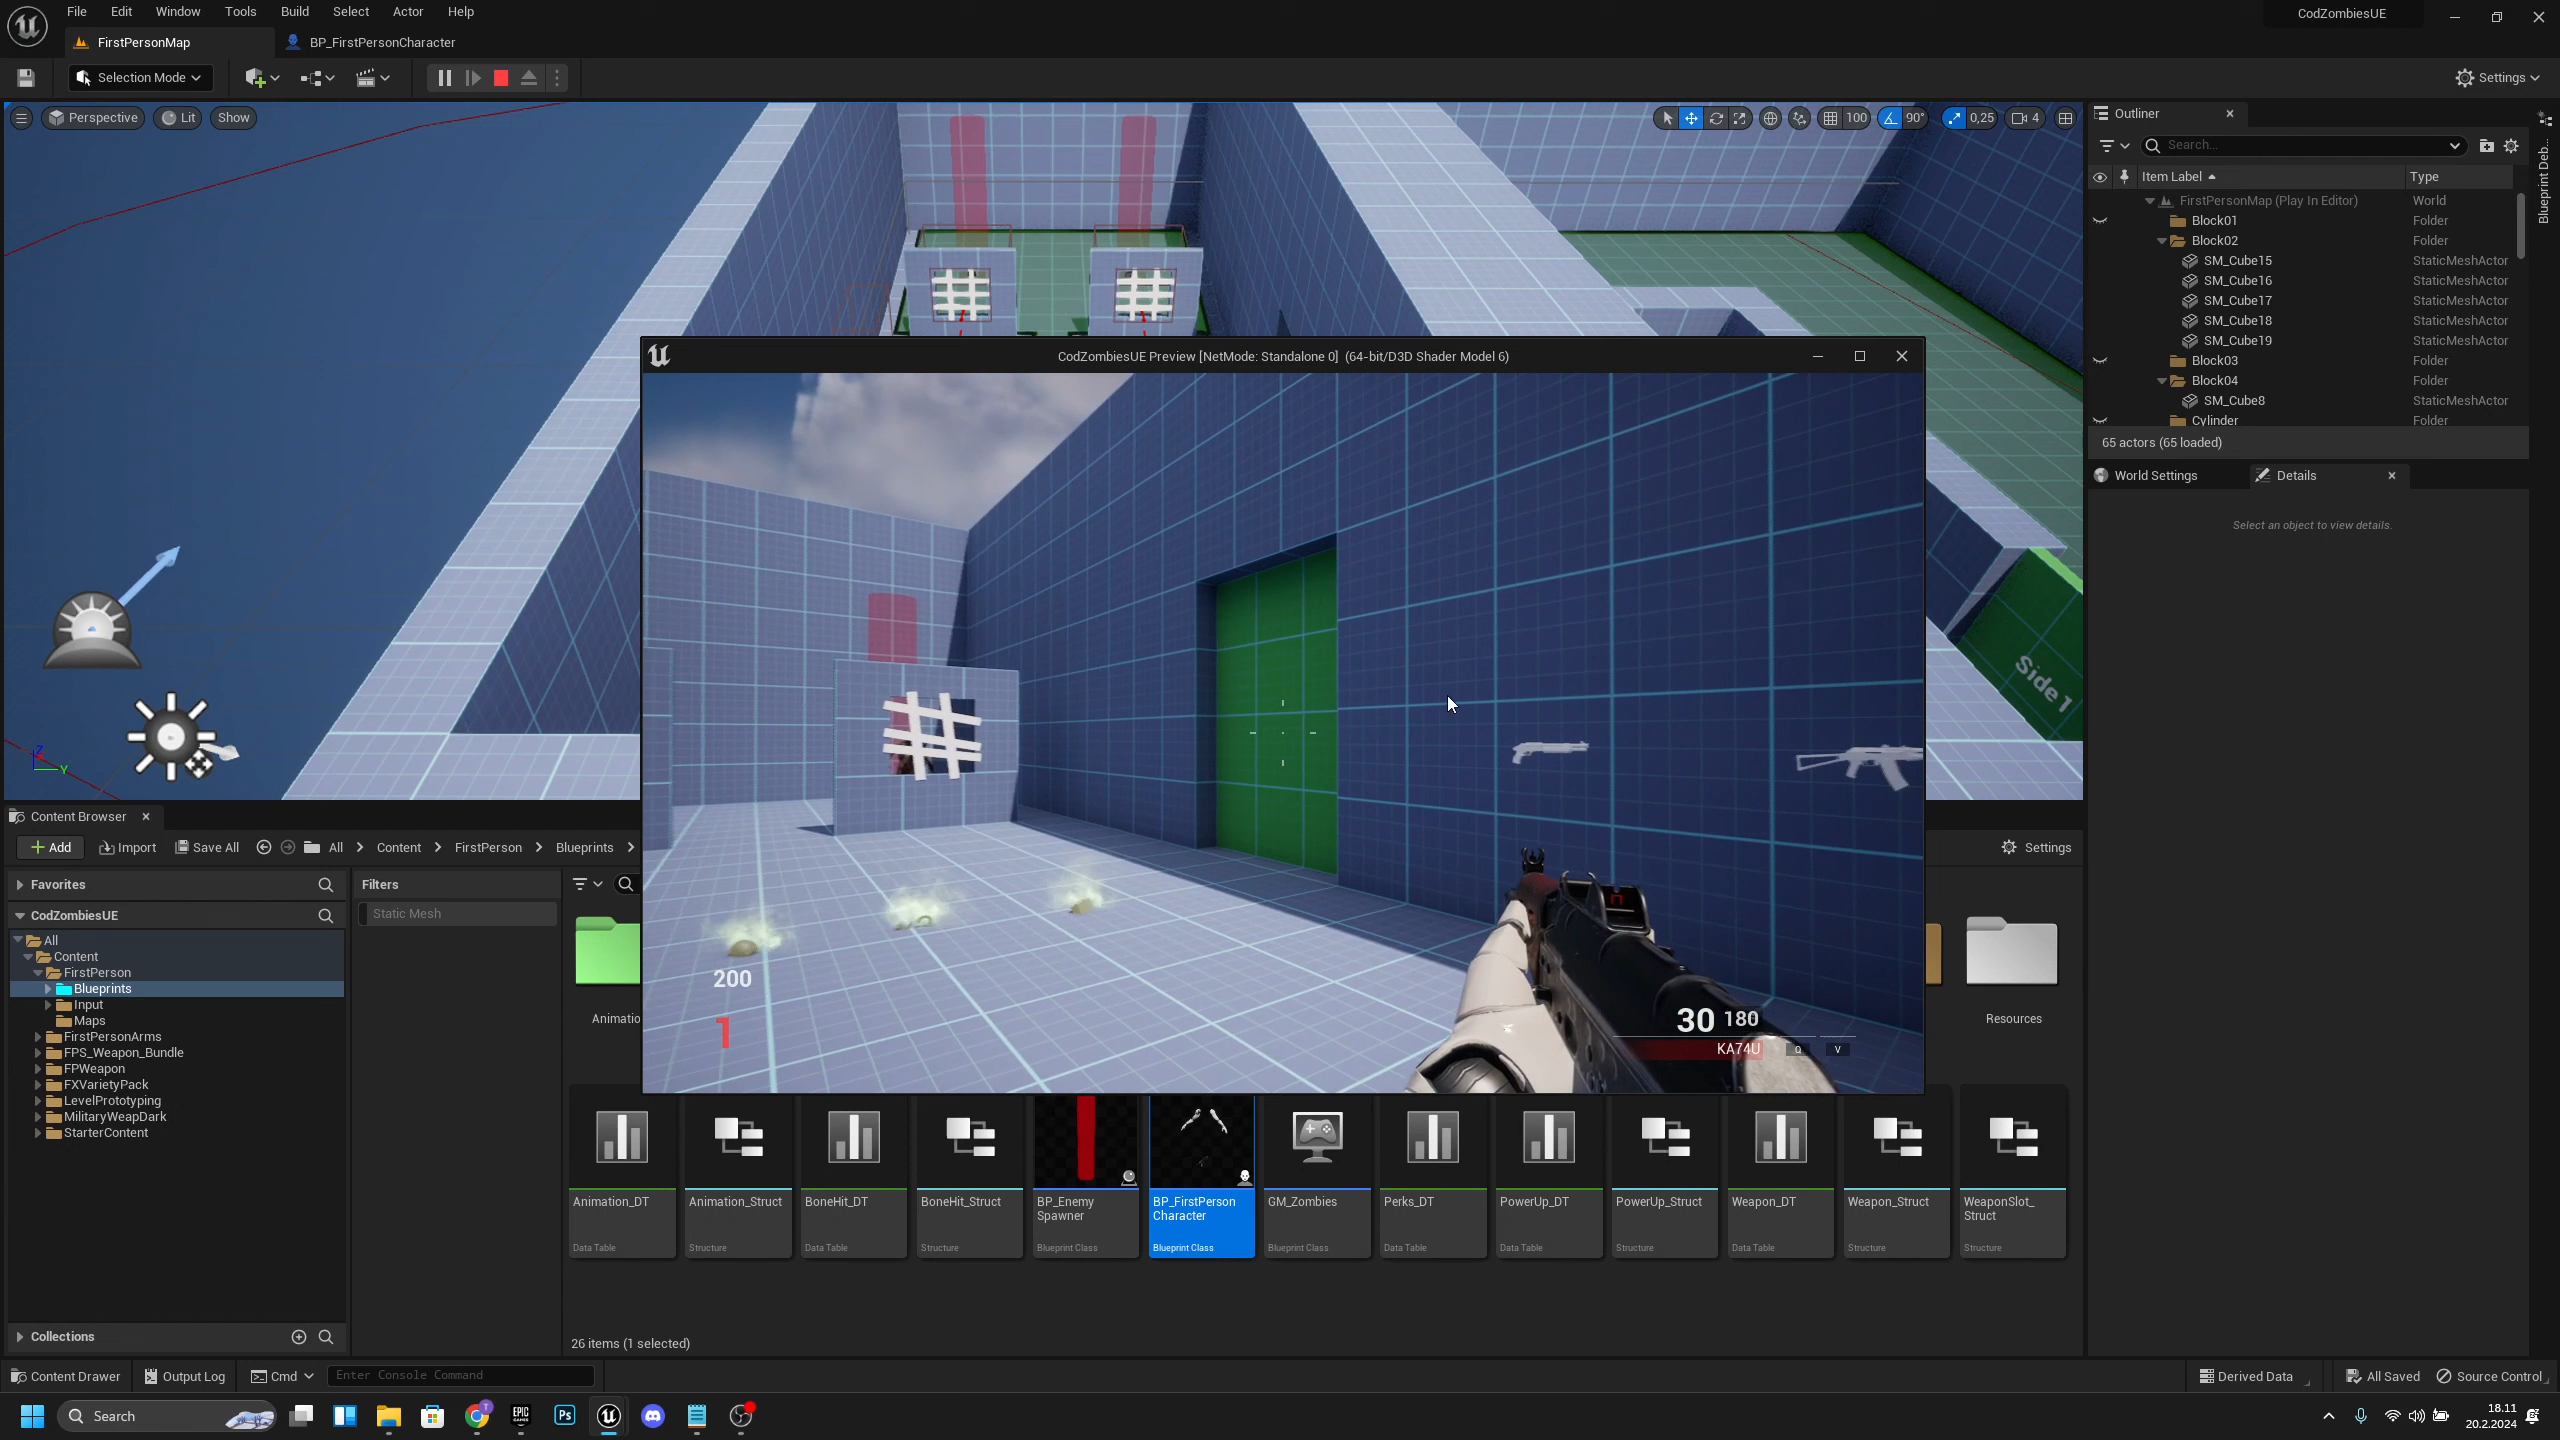 File Edit Window Tools Build Select Actor Help
CodZombiesUE
FirstPersonMap
BP_FirstPersonCharacter
Selection Mode
Settings
Perspective
Lit
Show
100
90°
0,25
4
Outliner
Blueprint Deb...
Search...
Item Label
Type
FirstPersonMap (Play In Editor) World
Block01 Folder
Block02 Folder
SM_Cube15 StaticMeshActor
SM_Cube16 StaticMeshActor
SM_Cube17 StaticMeshActor
SM_Cube18 StaticMeshActor
SM_Cube19 StaticMeshActor
Block03 Folder
Block04 Folder
SM_Cube8 StaticMeshActor
Cylinder Folder
65 actors (65 loaded)
World Settings
Details
Select an object to view details.
CodZombiesUE Preview [NetMode: Standalone 0] (64-bit/D3D Shader Model 6)
Side 1
200
1
30 180
KA74U
Q
V
Z
Y
Content Browser
Add
Import
Save All
All
Content
FirstPerson
Blueprints
Settings
Favorites
Filters
CodZombiesUE
Static Mesh
All
Content
FirstPerson
Blueprints
Input
Maps
FirstPersonArms
FPS_Weapon_Bundle
FPWeapon
FXVarietyPack
LevelPrototyping
MilitaryWeapDark
StarterContent
Collections
Animatio
Resources
Animation_DT
Data Table
Animation_Struct
Structure
BoneHit_DT
Data Table
BoneHit_Struct
Structure
BP_Enemy
Spawner
Blueprint Class
BP_FirstPerson
Character
Blueprint Class
GM_Zombies
Blueprint Class
Perks_DT
Data Table
PowerUp_DT
Data Table
PowerUp_Struct
Structure
Weapon_DT
Data Table
Weapon_Struct
Structure
WeaponSlot_
Struct
Structure
26 items (1 selected)
Content Drawer
Output Log
Cmd
Enter Console Command
Derived Data
All Saved
Source Control
Search
EPIC
GAMES
Ps
18.11
20.2.2024